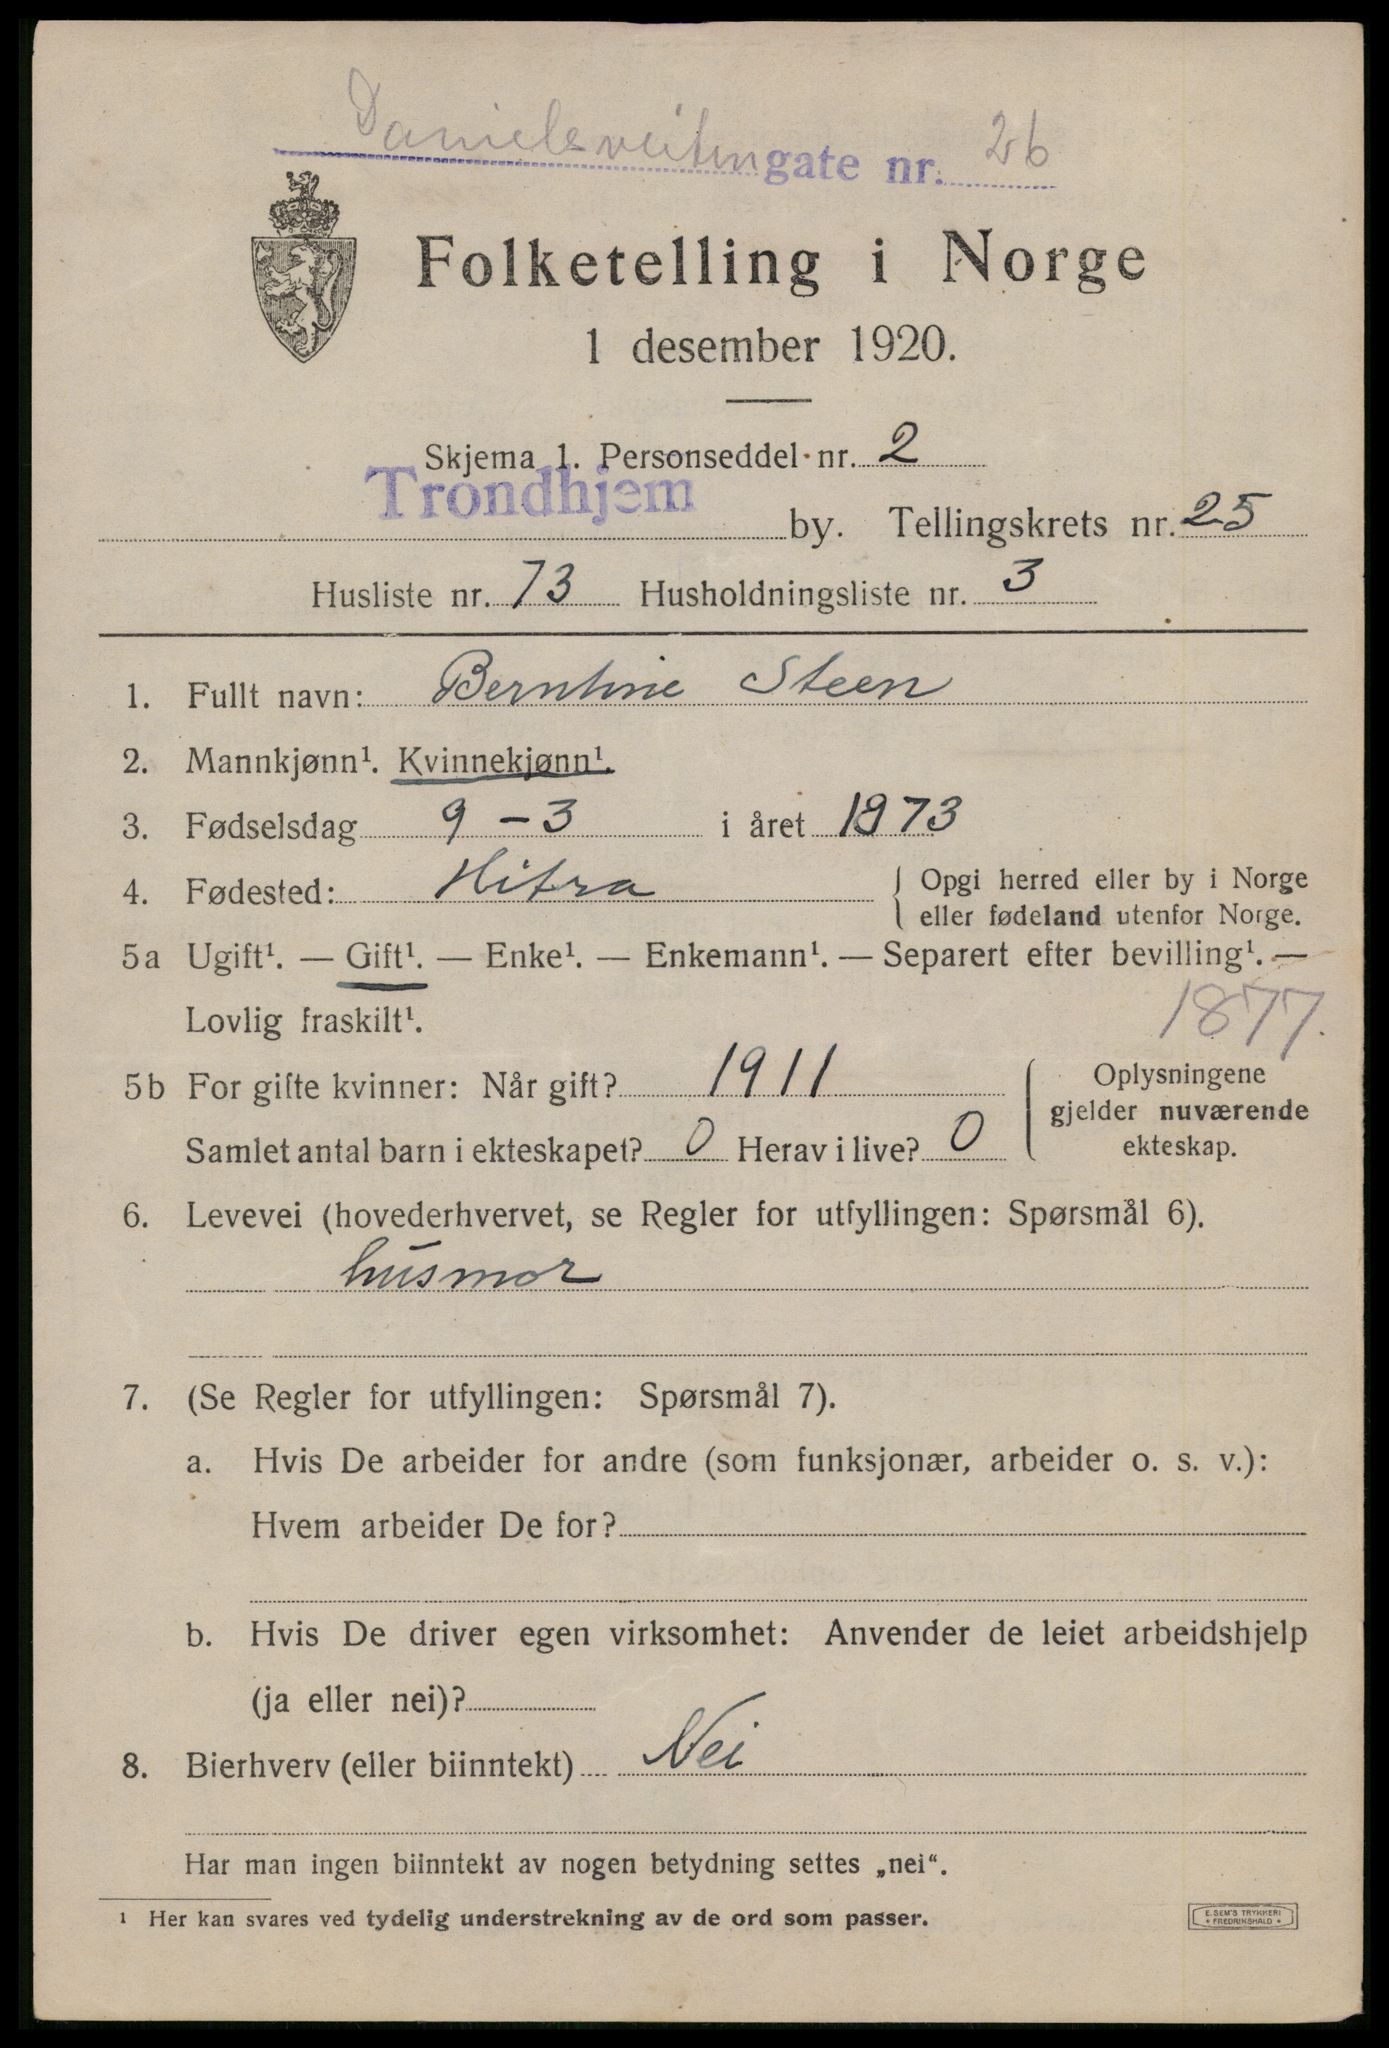 Danielsveiten gate nr. 2b
Folketelling i Norge
1 desember 1920.
Skjema 1. Personseddel nr. 2
Trondhjem by. Tellingskrets nr. 25
Husliste nr. 73 Husholdningsliste nr. 3
1. Fullt navn: Berntine Steen
2. Mannkjønn¹. Kvinnekjønn¹.
3. Fødselsdag 9 - 3 i året 1873
4. Fødested: Hitra { Opgi herred eller by i Norge
eller fødeland utenfor Norge.
5a Ugift¹. — Gift¹. — Enke¹. — Enkemann¹. — Separert efter bevilling¹. —
Lovlig fraskilt¹. 1877.
5b For gifte kvinner: Når gift? 1911
Samlet antal barn i ekteskapet? 0 Herav i live? 0
{ Oplysningene
gjelder nuværende
ekteskap.
6. Levevei (hovederhvervet, se Regler for utfyllingen: Spørsmål 6).
husmor
7. (Se Regler for utfyllingen: Spørsmål 7).
a. Hvis De arbeider for andre (som funksjonær, arbeider o. s. v.):
Hvem arbeider De for?
b. Hvis De driver egen virksomhet: Anvender de leiet arbeidshjelp
(ja eller nei)?
8. Bierhverv (eller biinntekt) Nei
Har man ingen biinntekt av nogen betydning settes „nei“.
¹ Her kan svares ved tydelig understrekning av de ord som passer.
E. SEM'S TRYKKERI
* FREDRIKSHALD *